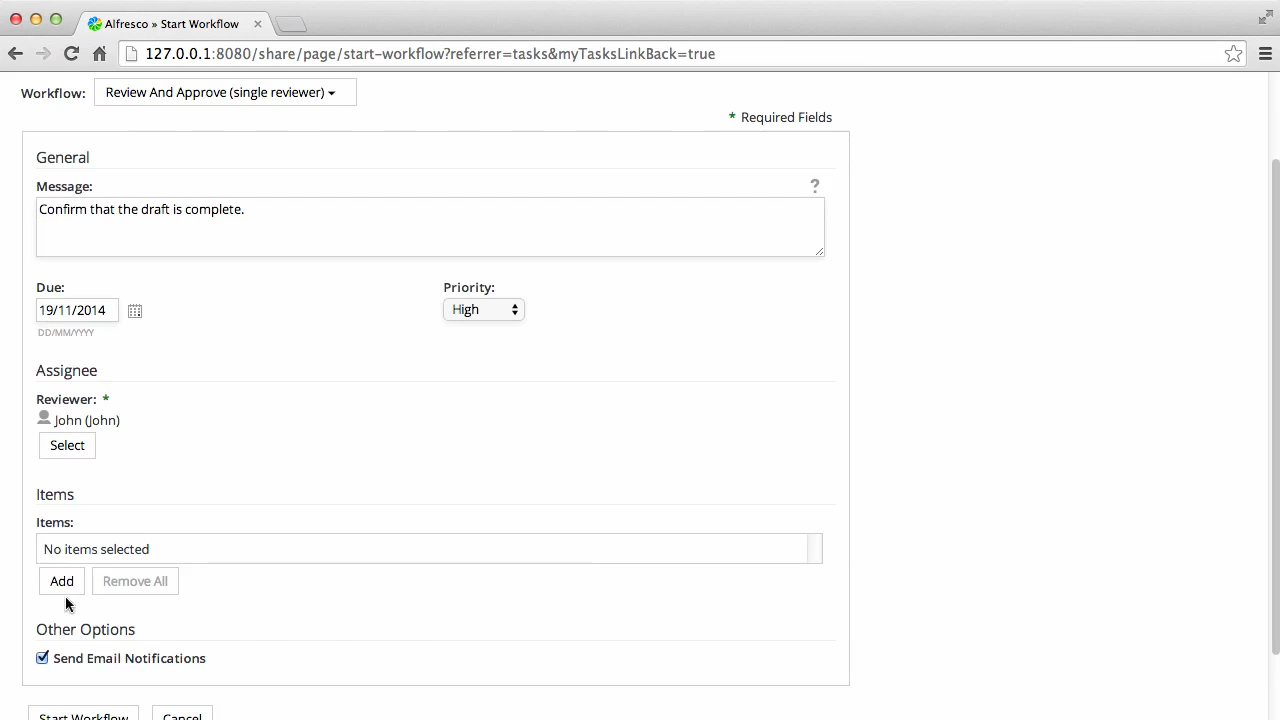 Alfresco » Start Workflow
127.0.0.1:8080/share/page/start-workflow?referrer=tasks&myTasksLinkBack=true
Workflow: Review And Approve (single reviewer)
* Required Fields
General
Message: ?
Confirm that the draft is complete.
Due: Priority:
19/11/2014 High
DD/MM/YYYY
Assignee
Reviewer: *
John (John)
Select
Items
Items:
No items selected
Add Remove All
Other Options
Send Email Notifications
Start Workflow Cancel